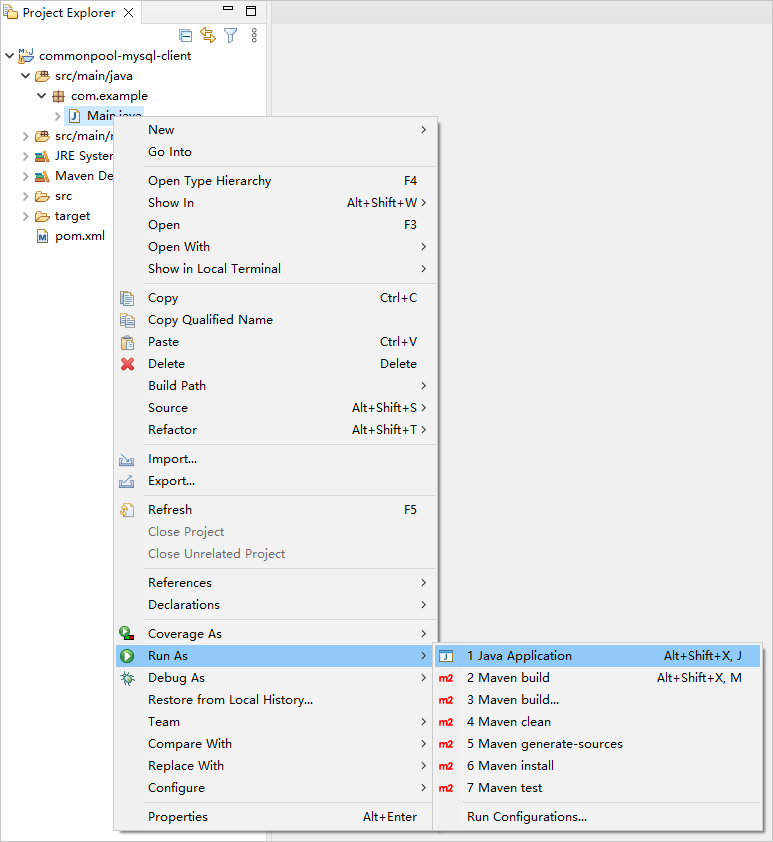 Project Explorer
commonpool-mysql-client
src/main/java
com.example
Main.java
src/main/r
JRE System
Maven De
src
target
pom.xml
New
Go Into
Open Type Hierarchy F4
Show In Alt+Shift+W
Open F3
Open With
Show in Local Terminal
Copy Ctrl+C
Copy Qualified Name
Paste Ctrl+V
Delete Delete
Build Path
Source Alt+Shift+S
Refactor Alt+Shift+T
Import...
Export...
Refresh F5
Close Project
Close Unrelated Project
References
Declarations
Coverage As
Run As
Debug As
Restore from Local History...
Team
Compare With
Replace With
Configure
Properties Alt+Enter
1 Java Application Alt+Shift+X, J
2 Maven build Alt+Shift+X, M
3 Maven build...
4 Maven clean
5 Maven generate-sources
6 Maven install
7 Maven test
Run Configurations...